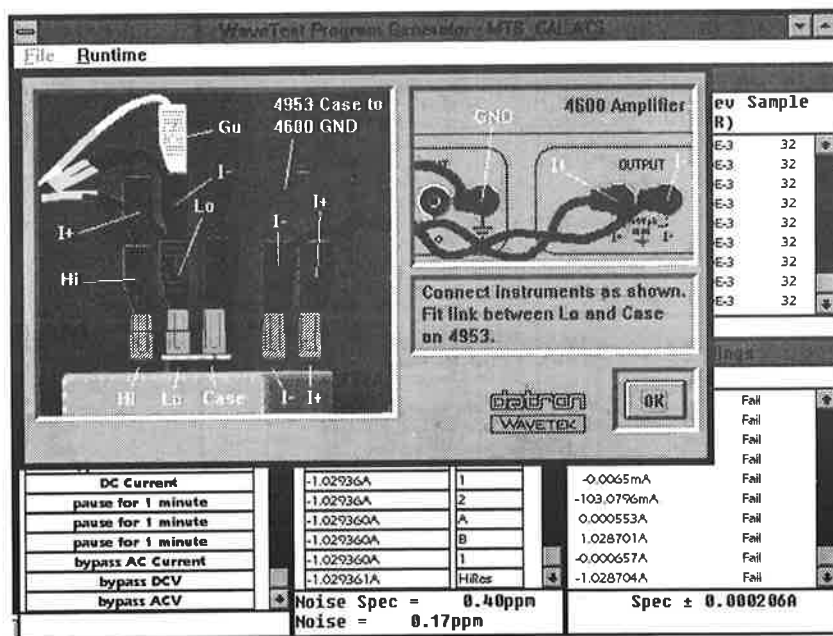 WaveTest Program Generator - MTS_CAL.ATS
File Runtime
4953 Case to
4600 GND
Gu
I-
Lo
I+
I-
I+
Hi
Hi Lo Case I- I+
4600 Amplifier
GND
OUTPUT
I+
I-
I+ I-
Connect instruments as shown.
Fit link between Lo and Case
on 4953.
datron
WAVETEK
OK
ev Sample
R)
E-3 32
E-3 32
E-3 32
E-3 32
E-3 32
E-3 32
E-3 32
E-3 32
E-3 32
ings
Fail
Fail
Fail
Fail
-0.0065mA Fail
-103.0796mA Fail
0.000553A Fail
1.028701A Fail
-0.000657A Fail
-1.028704A Fail
DC Current
pause for 1 minute
pause for 1 minute
pause for 1 minute
bypass AC Current
bypass DCV
bypass ACV
-1.02936A 1
-1.02936A 2
-1.029360A A
-1.029360A B
-1.029360A 1
-1.029361A HiRes
Noise Spec = 0.40ppm
Noise = 0.17ppm
Spec ± 0.000206A